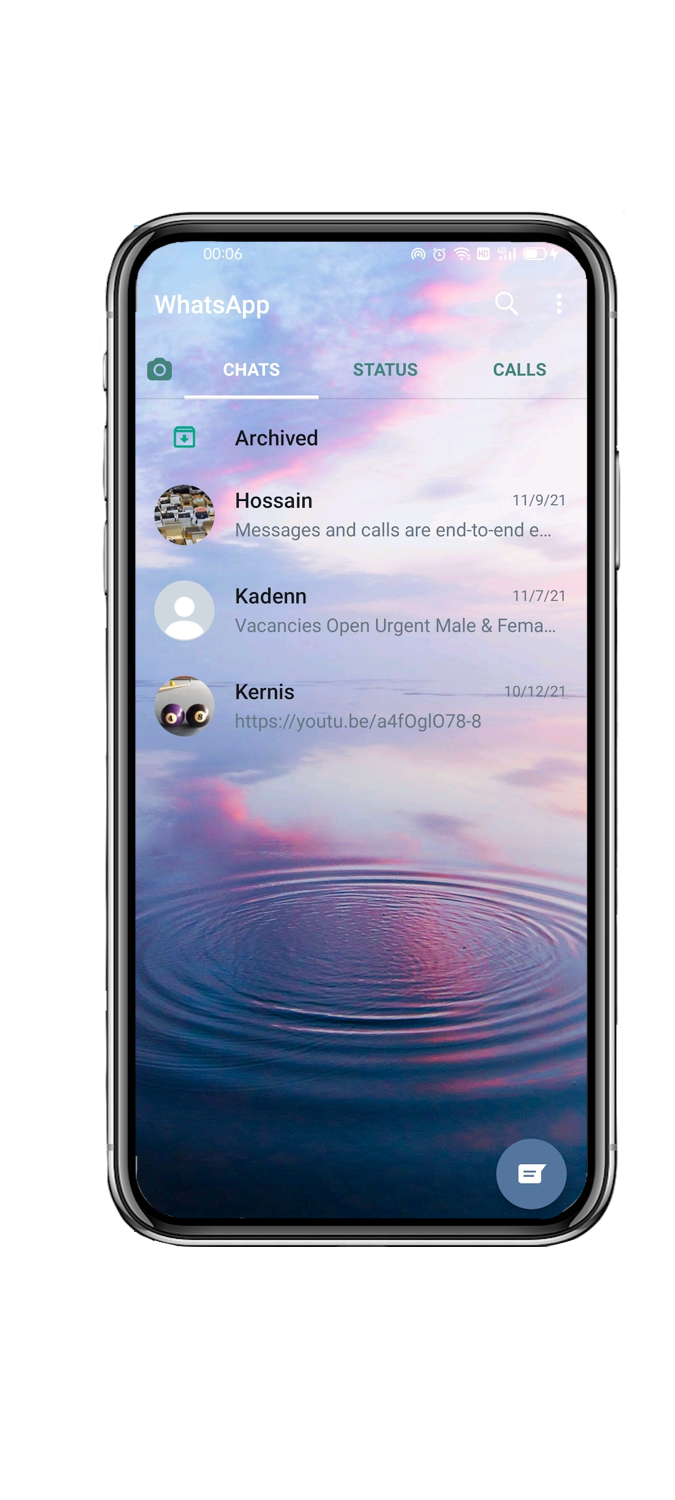 00:06
WhatsApp
CHATS STATUS CALLS
Archived
Hossain 11/9/21
Messages and calls are end-to-end e...
Kadenn 11/7/21
Vacancies Open Urgent Male & Fema...
Kernis 10/12/21
https://youtu.be/a4fOglO78-8